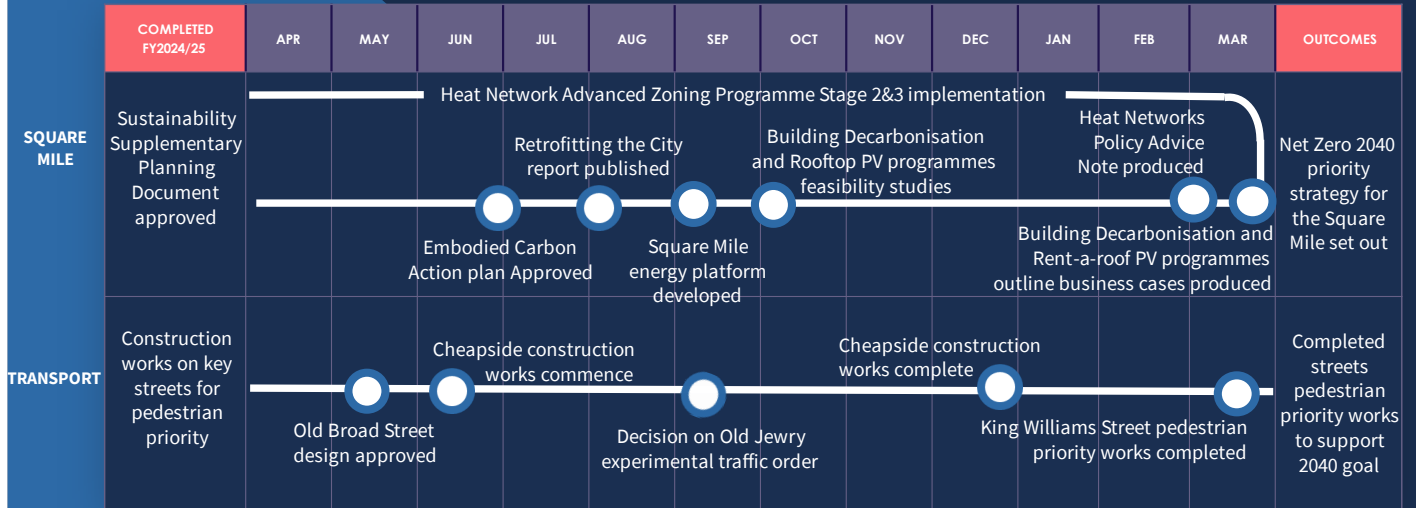 COMPLETED
FY2024/25
APR
MAY
JUN
JUL
AUG
SEP
OCT
NOV
DEC
JAN
FEB
MAR
OUTCOMES
SQUARE
MILE
Sustainability
Supplementary
Planning
Document
approved
Heat Network Advanced Zoning Programme Stage 2&3 implementation
Retrofitting the City
report published
Building Decarbonisation
and Rooftop PV programmes
feasibility studies
Heat Networks
Policy Advice
Note produced
Embodied Carbon
Action plan Approved
Square Mile
energy platform
developed
Building Decarbonisation and
Rent-a-roof PV programmes
outline business cases produced
Net Zero 2040
priority
strategy for
the Square
Mile set out
TRANSPORT
Construction
works on key
streets for
pedestrian
priority
Cheapside construction
works commence
Cheapside construction
works complete
Old Broad Street
design approved
Decision on Old Jewry
experimental traffic order
King Williams Street pedestrian
priority works completed
Completed
streets
pedestrian
priority works
to support
2040 goal